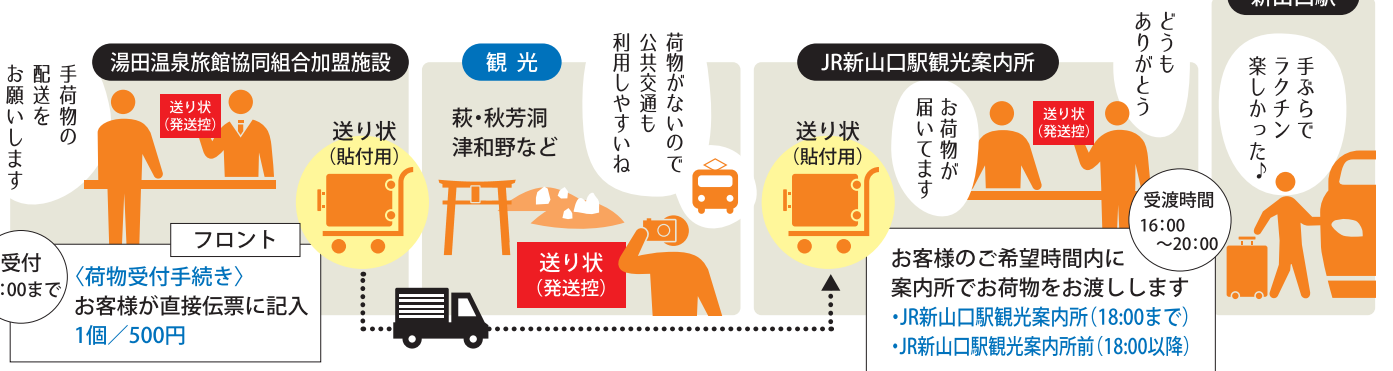 手荷物の
配送を
お願いします
湯田温泉旅館協同組合加盟施設
送り状
(発送控)
フロント
受付
:00まで
〈荷物受付手続き〉
お客様が直接伝票に記入
1個／500円
送り状
(貼付用)
観光
萩・秋芳洞
津和野など
荷物がないので
公共交通も
利用しやすいね
送り状
(発送控)
JR新山口駅観光案内所
送り状
(貼付用)
お荷物が
届いてます
送り状
(発送控)
どうも
ありがとう
受渡時間
16:00
～20:00
お客様のご希望時間内に
案内所でお荷物をお渡しします
・JR新山口駅観光案内所(18:00まで)
・JR新山口駅観光案内所前(18:00以降)
新山口駅
手ぶらで
ラクチン
楽しかった♪